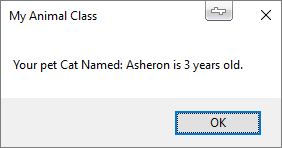 My Animal Class
Your pet Cat Named: Asheron is 3 years old.
OK